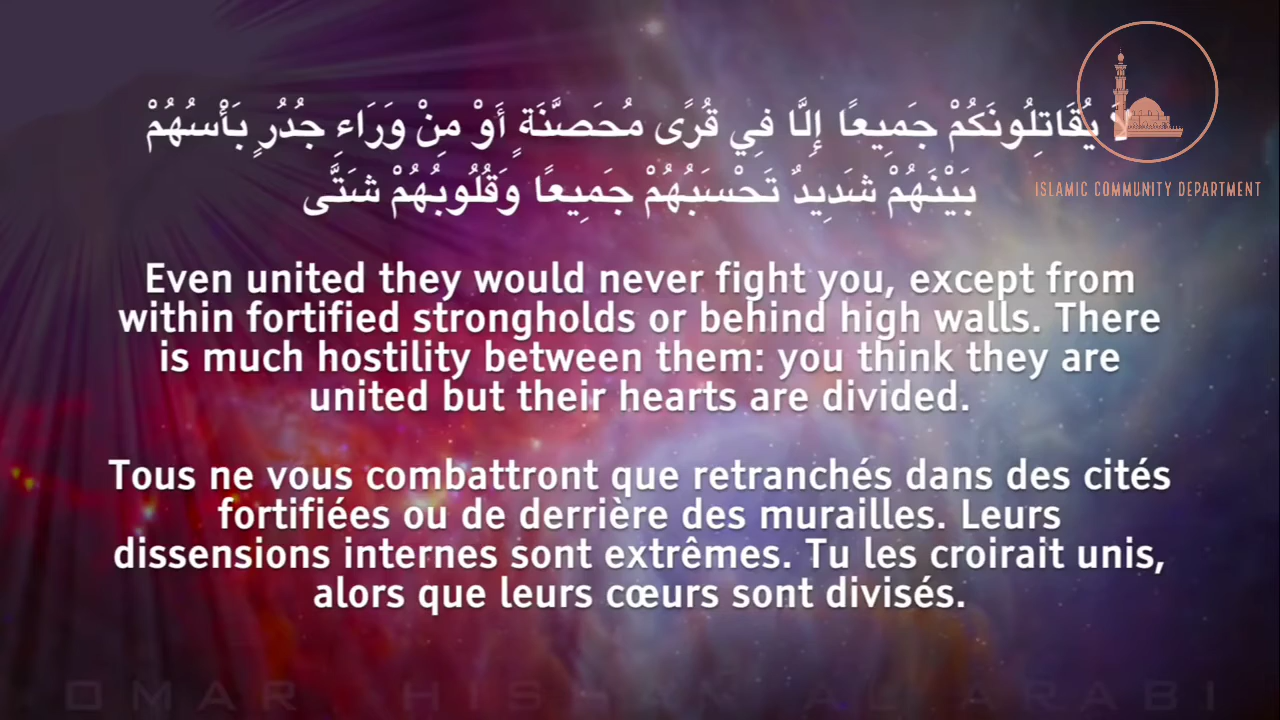 لَا يُقَاتِلُونَكُمْ جَمِيعًا إِلَّا فِي قُرًى مُحَصَّنَةٍ أَوْ مِنْ وَرَاءِ جُدُرٍ بَأْسُهُمْ
بَيْنَهُمْ شَدِيدٌ تَحْسَبُهُمْ جَمِيعًا وَقُلُوبُهُمْ شَتَّى
ISLAMIC COMMUNITY DEPARTMENT
Even united they would never fight you, except from
within fortified strongholds or behind high walls. There
is much hostility between them: you think they are
united but their hearts are divided.
Tous ne vous combattront que retranchés dans des cités
fortifiées ou de derrière des murailles. Leurs
dissensions internes sont extrêmes. Tu les croirait unis,
alors que leurs cœurs sont divisés.
OMAR HISHAM AL ARABI